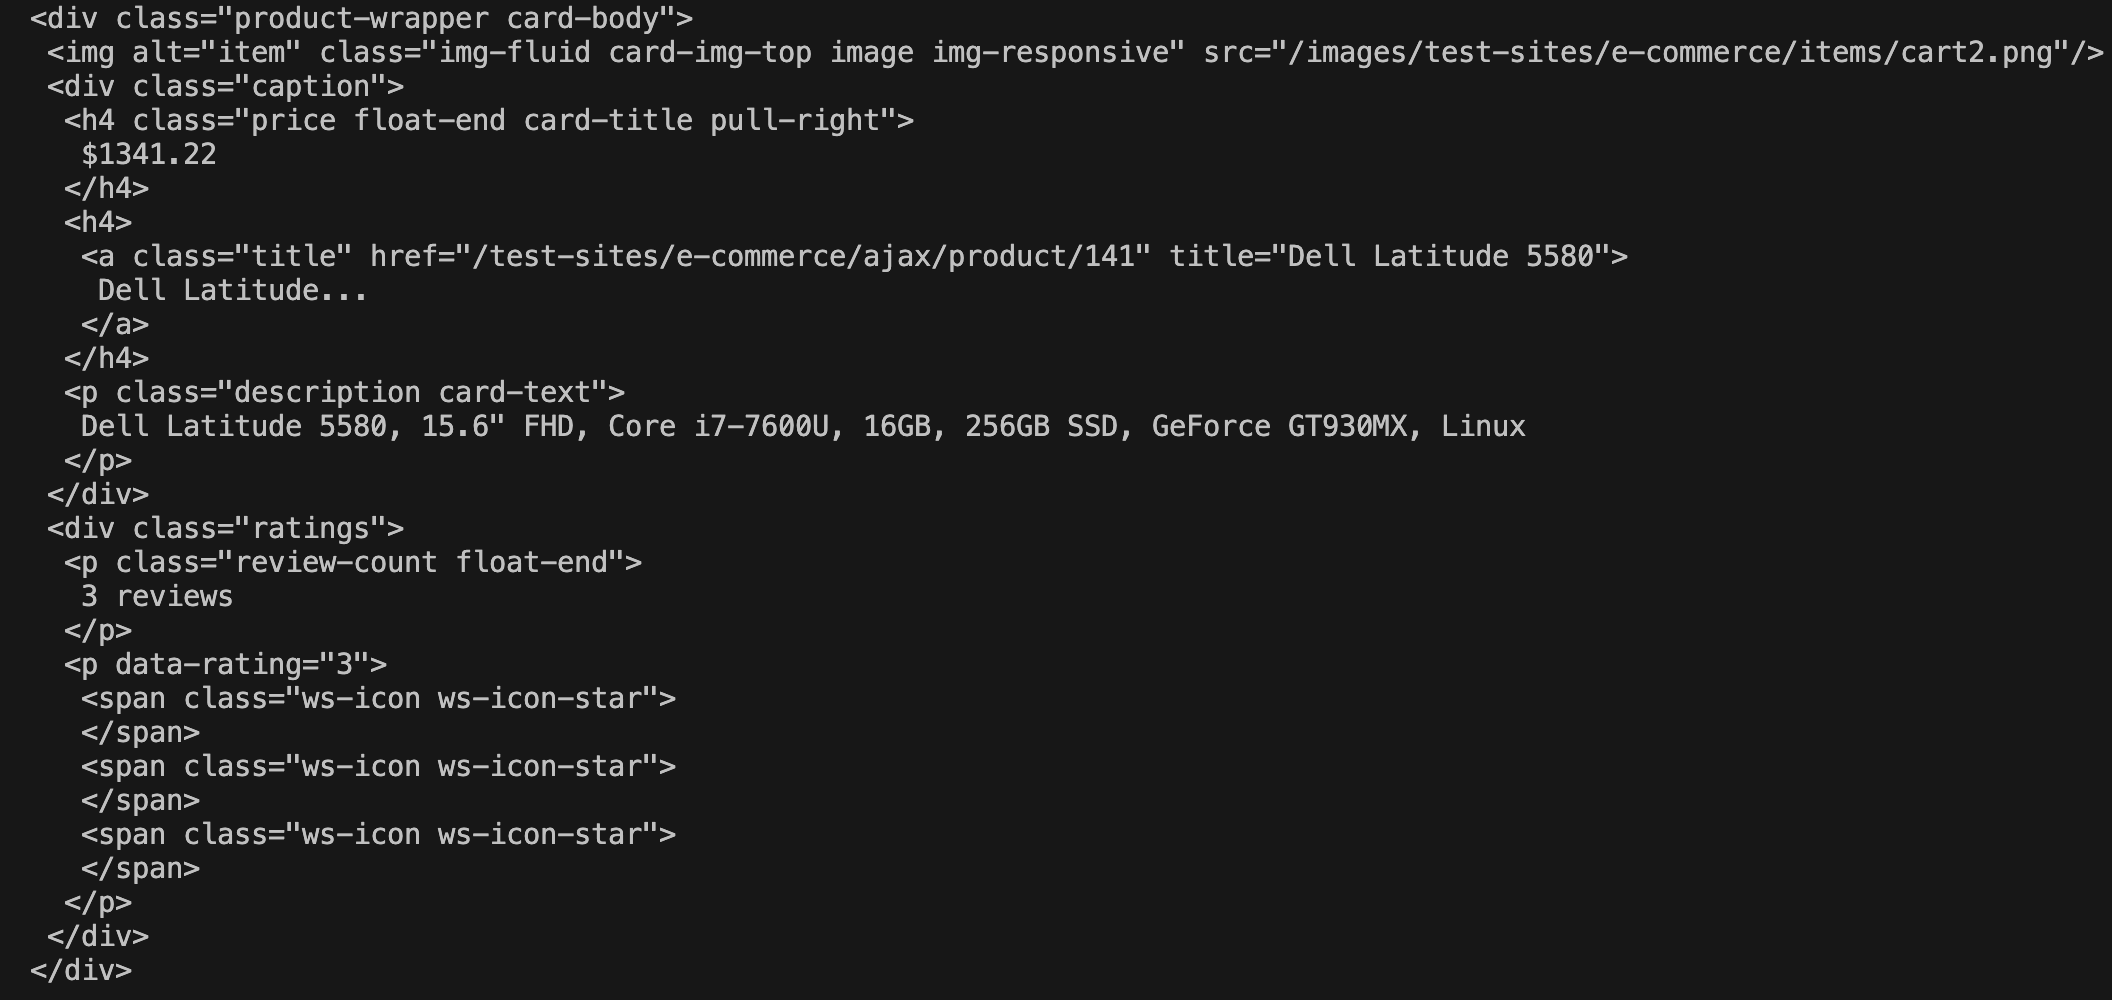 <div class="product-wrapper card-body">
<img alt="item" class="img-fluid card-img-top image img-responsive" src="/images/test-sites/e-commerce/items/cart2.png"/>
<div class="caption">
<h4 class="price float-end card-title pull-right">
$1341.22
</h4>
<h4>
<a class="title" href="/test-sites/e-commerce/ajax/product/141" title="Dell Latitude 5580">
Dell Latitude...
</a>
</h4>
<p class="description card-text">
Dell Latitude 5580, 15.6" FHD, Core i7-7600U, 16GB, 256GB SSD, GeForce GT930MX, Linux
</p>
</div>
<div class="ratings">
<p class="review-count float-end">
3 reviews
</p>
<p data-rating="3">
<span class="ws-icon ws-icon-star">
</span>
<span class="ws-icon ws-icon-star">
</span>
<span class="ws-icon ws-icon-star">
</span>
</p>
</div>
</div>